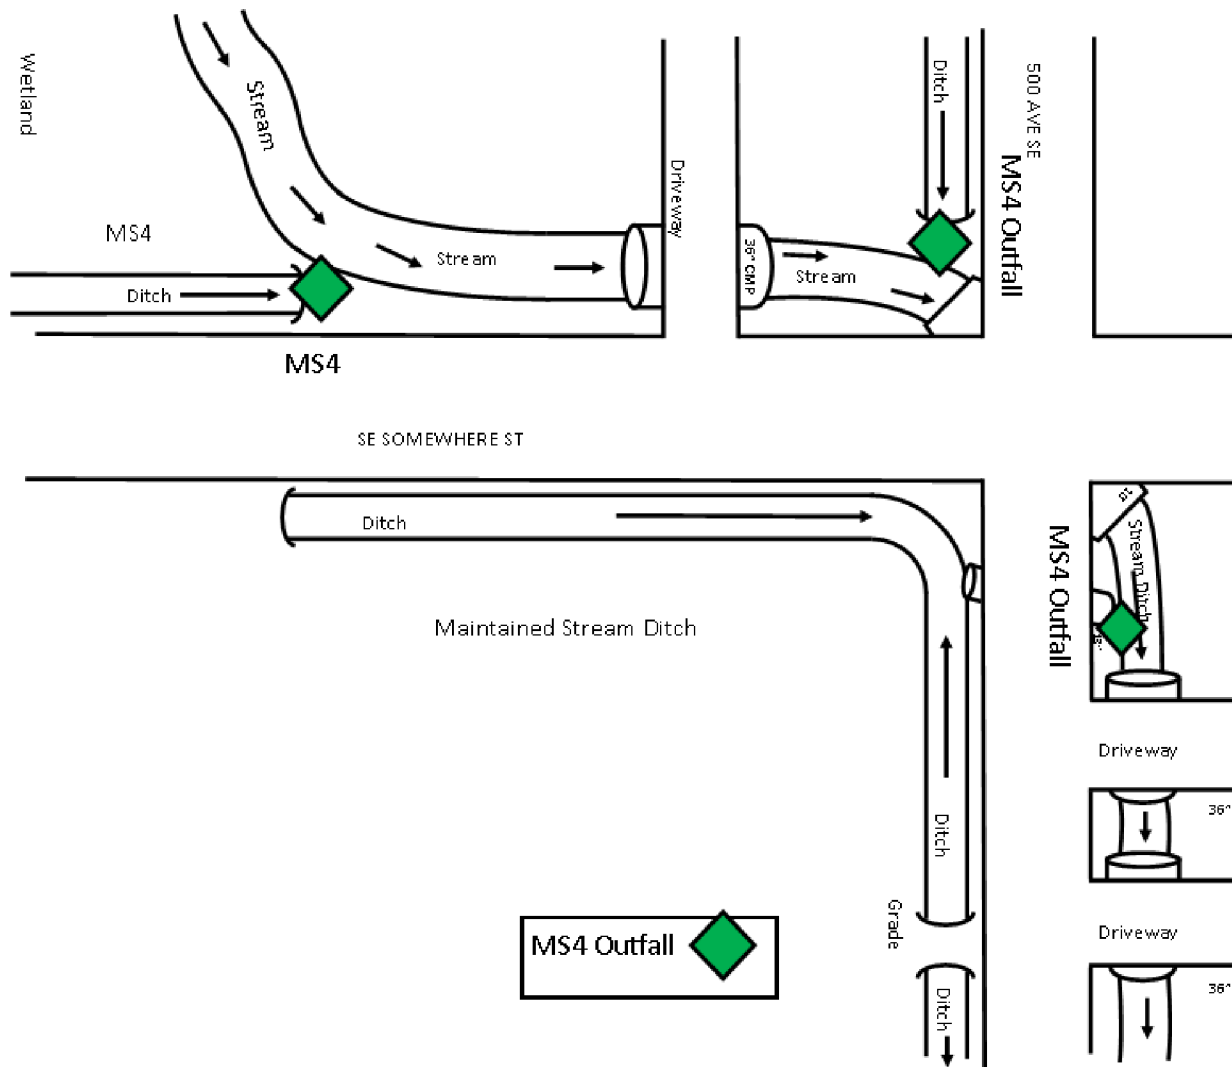 Wetland
Stream
Driveway
Ditch
500 AVE SE
MS4 Outfall
MS4
Stream
36" CMP
Stream
Ditch
MS4
SE SOMEWHERE ST
Ditch
Stream Ditch
MS4 Outfall
Maintained Stream Ditch
Driveway
36"
Ditch
Grade
MS4 Outfall
Driveway
36"
Ditch